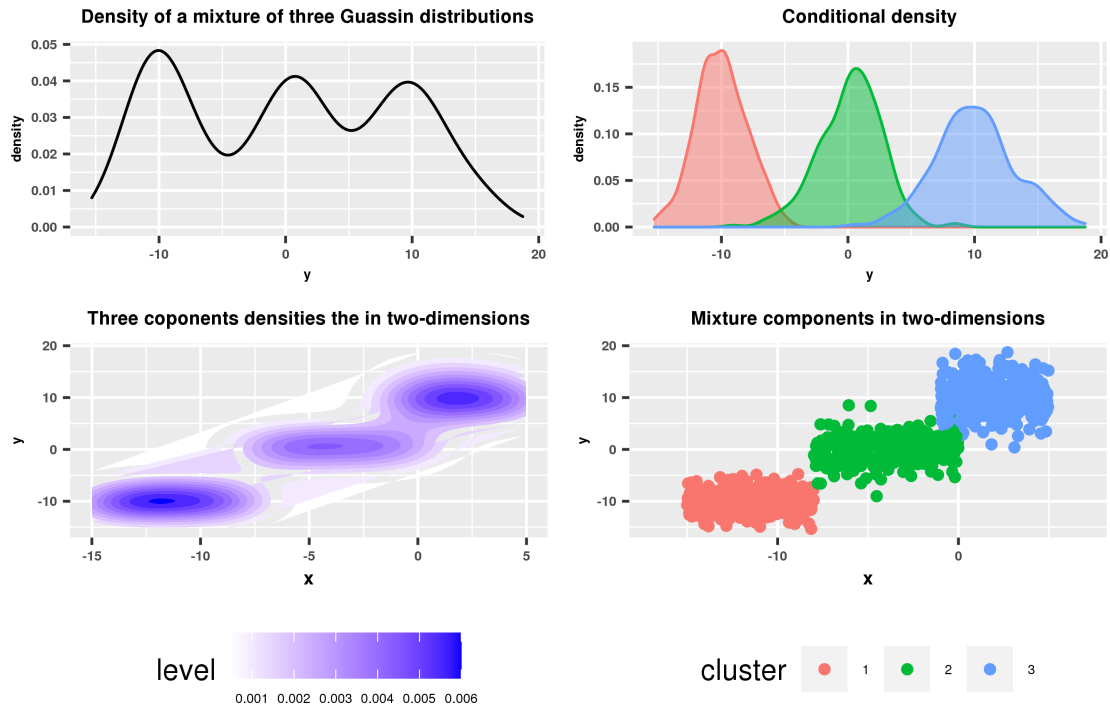 Density of a mixture of three Guassin distributions
0.05
0.04
0.03
0.02
0.01
0.00
density
-10 0 10 20
y
Conditional density
0.15
0.10
0.05
0.00
density
-10 0 10 20
y
Three coponents densities the in two-dimensions
20
10
0
-10
y
-15 -10 -5 0 5
x
level
0.001 0.002 0.003 0.004 0.005 0.006
Mixture components in two-dimensions
20
10
0
-10
y
-10 0
x
cluster 1 2 3